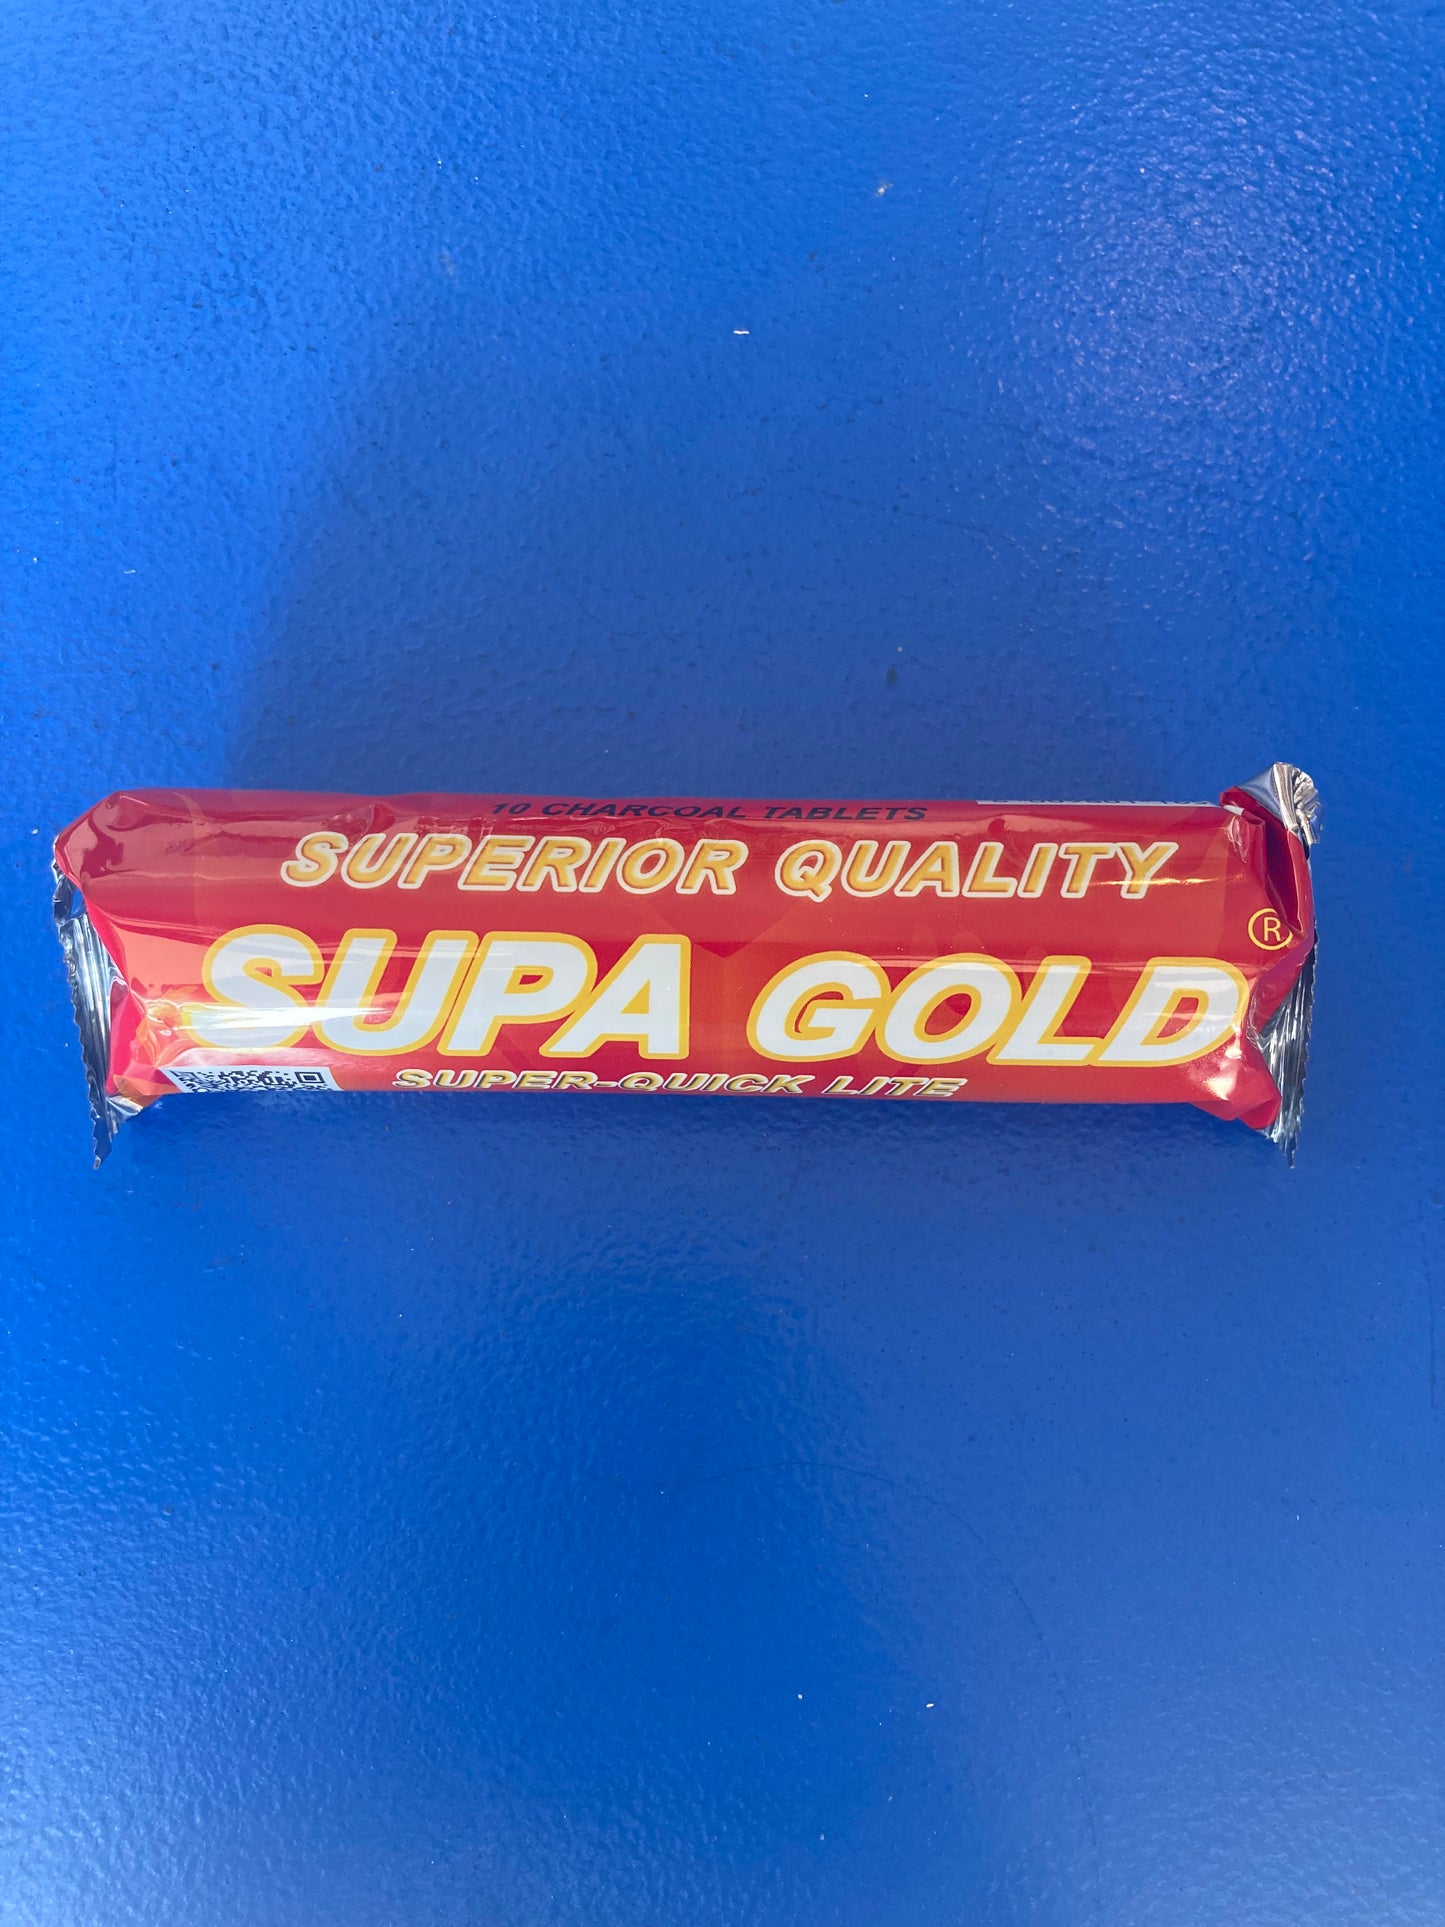 10 CHARCOAL TABLETS
SUPERIOR QUALITY
SUPA GOLD
®
SUPER-QUICK LITE